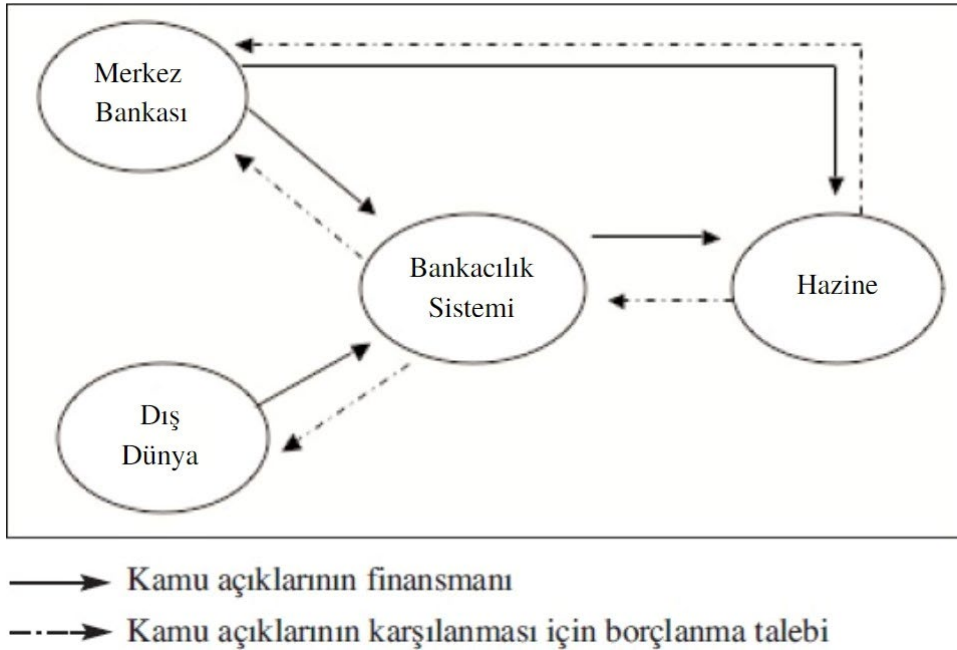 Merkez
Bankası
Bankacılık
Sistemi
Hazine
Dış
Dünya
Kamu açıklarının finansmanı
Kamu açıklarının karşılanması için borçlanma talebi